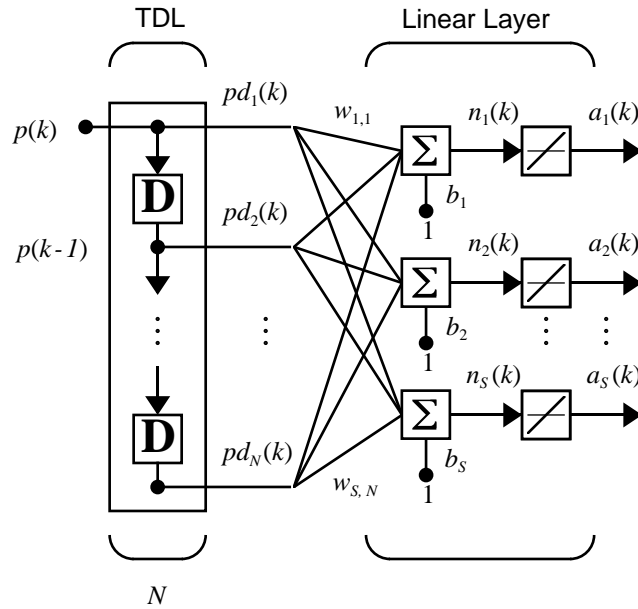 TDL Linear Layer
pd₁(k) n₁(k) a₁(k)
p(k) w₁,₁ Σ
D b₁
pd₂(k) 1
p(k-1) n₂(k) a₂(k)
Σ
b₂
1
nS(k) aS(k)
D Σ
pdN(k) bS
wS, N 1
N